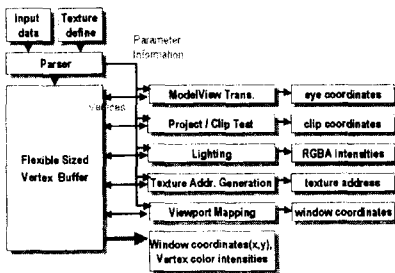 Input
data
Texture
define
Parameter
Information
Parser
vertices
ModelView Trans.
eye coordinates
Project / Clip Test
clip coordinates
Flexible Sized
Vertex Buffer
Lighting
RGBA Intensities
Texture Addr. Generation
texture address
Viewport Mapping
window coordinates
Window coordinates(x,y),
Vertex color intensities